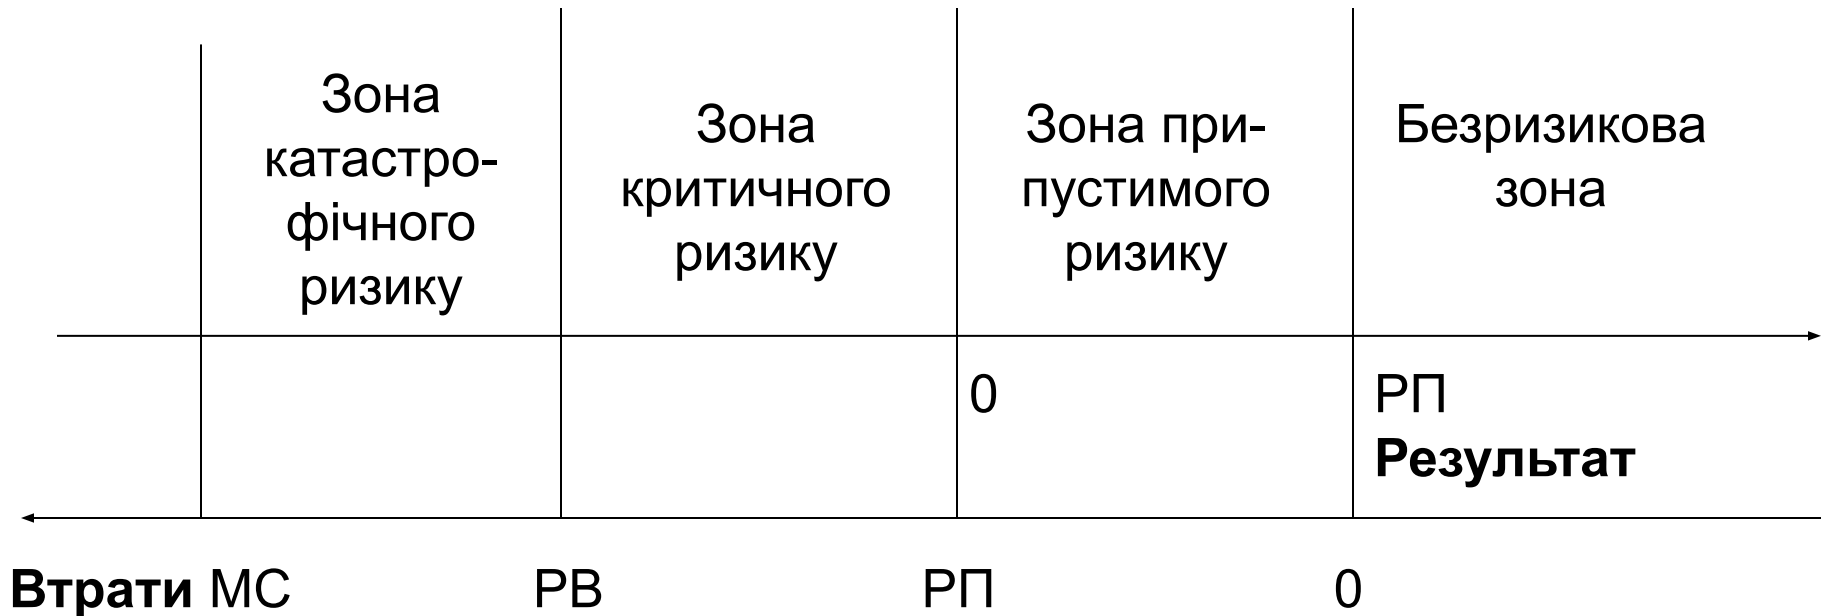 Зона
катастро-
фічного
ризику
Зона
критичного
ризику
Зона при-
пустимого
ризику
Безризикова
зона
0
РП
Результат
Втрати МС РВ РП 0